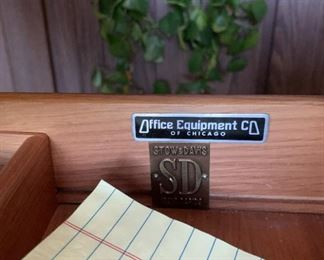 Office Equipment CO
OF CHICAGO
STOW & DAVIS
SD